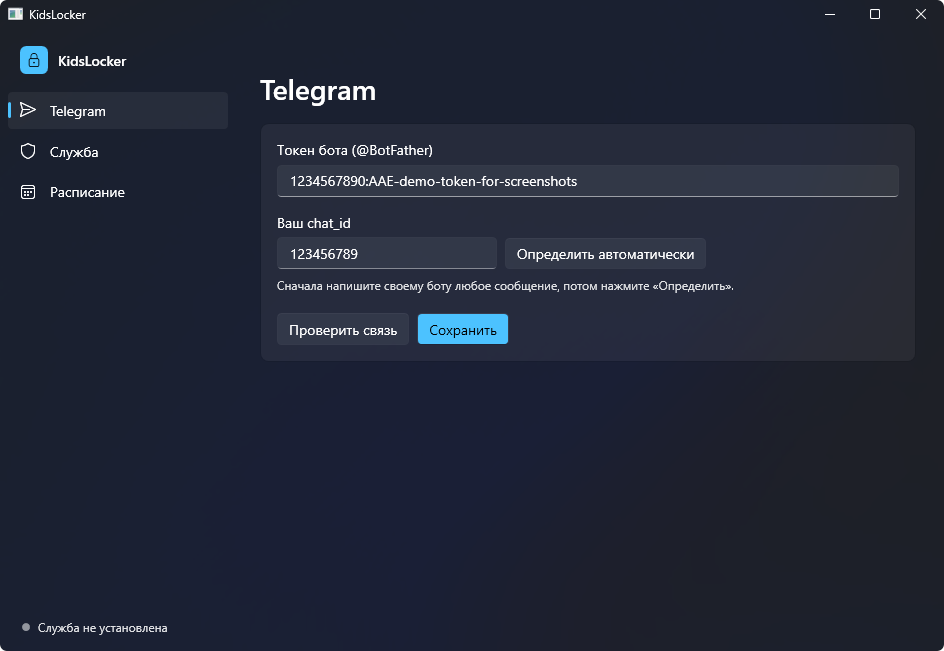 KidsLocker
KidsLocker
Telegram
Служба
Расписание
Telegram
Токен бота (@BotFather)
1234567890:AAE-demo-token-for-screenshots
Ваш chat_id
123456789
Определить автоматически
Сначала напишите своему боту любое сообщение, потом нажмите «Определить».
Проверить связь
Сохранить
Служба не установлена